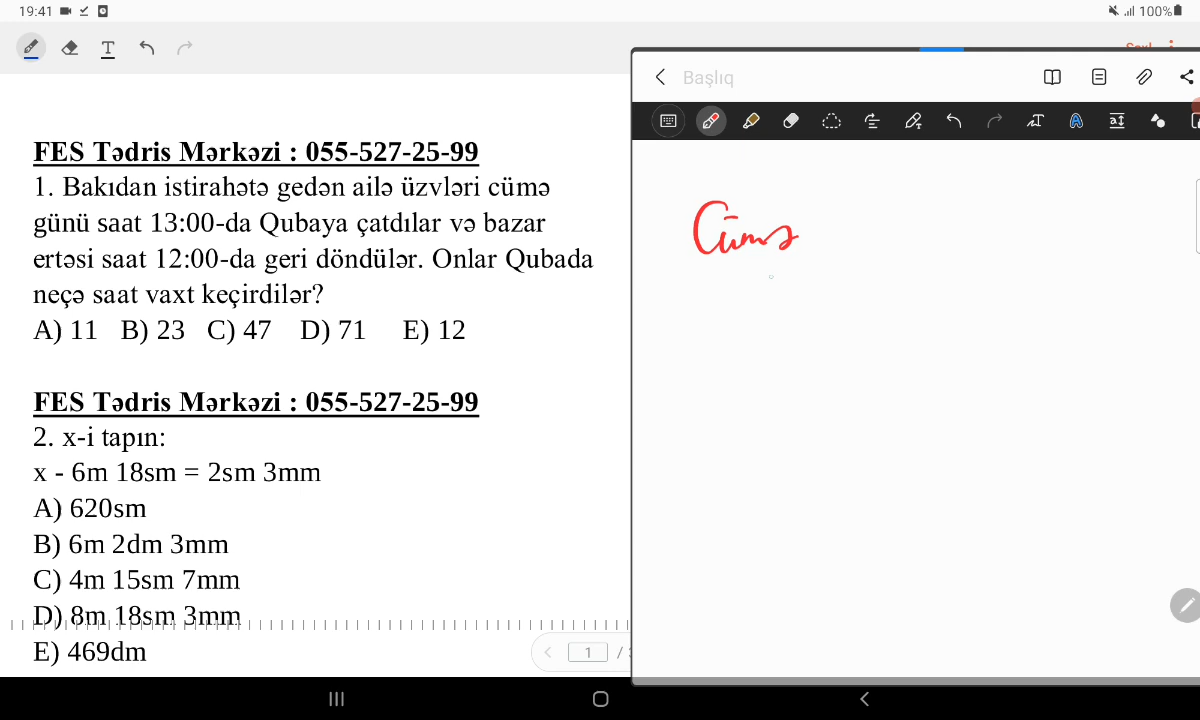 19:41
100%
FES Tədris Mərkəzi : 055-527-25-99
1. Bakıdan istirahətə gedən ailə üzvləri cümə
günü saat 13:00-da Qubaya çatdılar və bazar
ertəsi saat 12:00-da geri döndülər. Onlar Qubada
neçə saat vaxt keçirdilər?
A) 11 B) 23 C) 47 D) 71 E) 12
FES Tədris Mərkəzi : 055-527-25-99
2. x-i tapın:
x - 6m 18sm = 2sm 3mm
A) 620sm
B) 6m 2dm 3mm
C) 4m 15sm 7mm
D) 8m 18sm 3mm
E) 469dm
1 /
Başlıq
Cümə